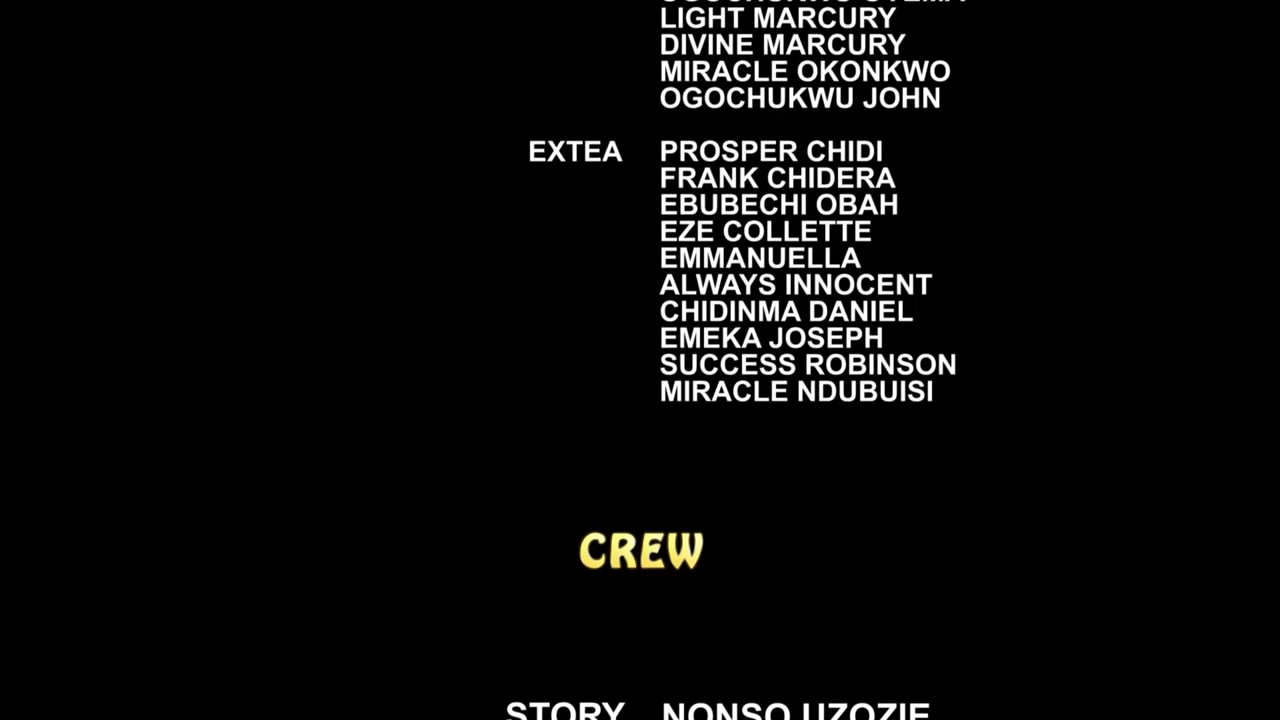 LIGHT MARCURY
DIVINE MARCURY
MIRACLE OKONKWO
OGOCHUKWU JOHN
EXTEA PROSPER CHIDI
FRANK CHIDERA
EBUBECHI OBAH
EZE COLLETTE
EMMANUELLA
ALWAYS INNOCENT
CHIDINMA DANIEL
EMEKA JOSEPH
SUCCESS ROBINSON
MIRACLE NDUBUISI
CREW
STORY NONSO UZOZIE